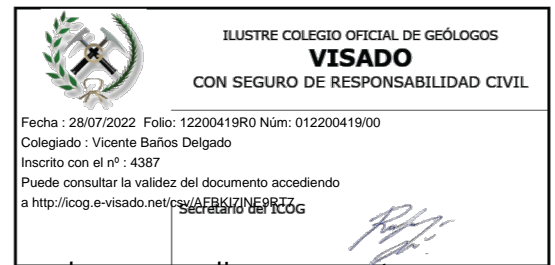 ILUSTRE COLEGIO OFICIAL DE GEÓLOGOS
VISADO
CON SEGURO DE RESPONSABILIDAD CIVIL
Fecha : 28/07/2022 Folio: 12200419R0 Núm: 012200419/00
Colegiado : Vicente Baños Delgado
Inscrito con el nº : 4387
Puede consultar la validez del documento accediendo
a http://icog.e-visado.net/csv/AFBKI7INE9RT7
Secretario del ICOG